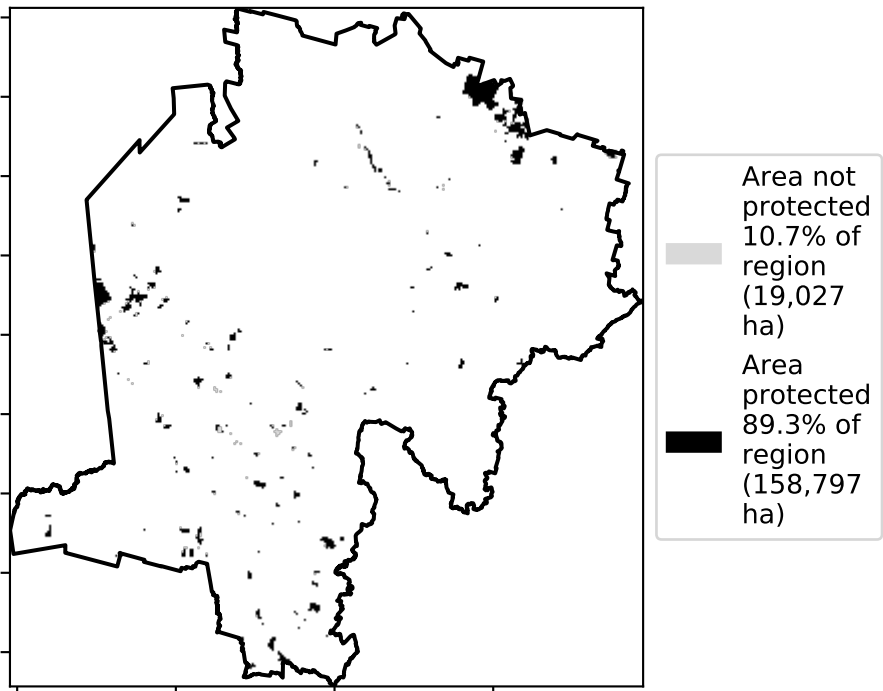 Area not
protected
10.7% of
region
(19,027
ha)
Area
protected
89.3% of
region
(158,797
ha)